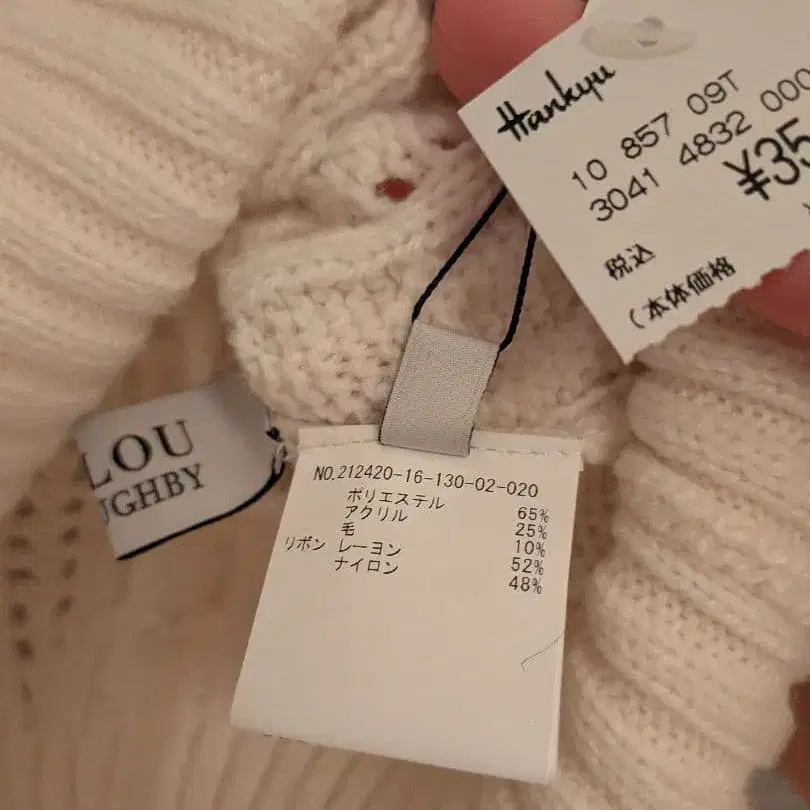 Hankyu
10 857 09T
3041 4832 000
¥35
税込
(本体価格
LOU
UGHBY
NO.212420-16-130-02-020
ポリエステル 65%
アクリル 25%
毛 10%
リボン レーヨン 52%
ナイロン 48%